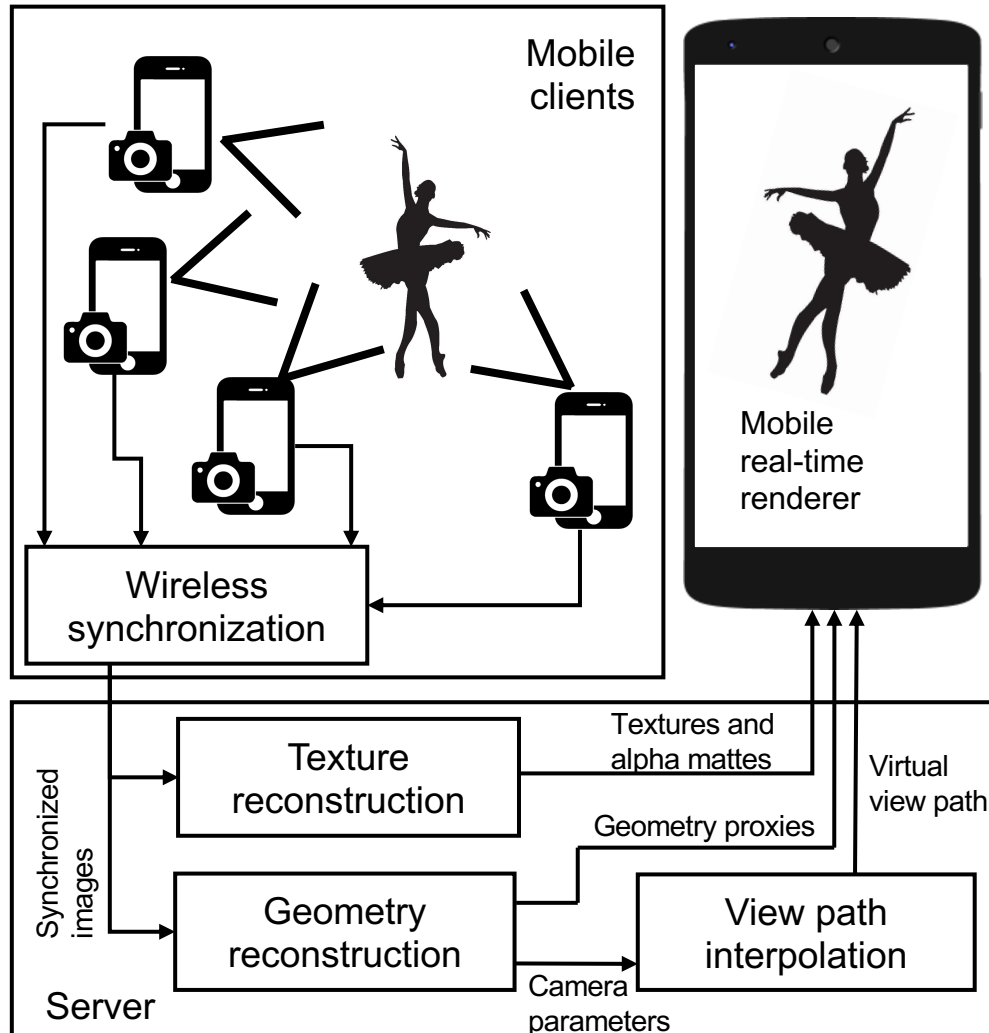 Mobile
clients
Mobile
real-time
renderer
Wireless
synchronization
Texture
reconstruction
Textures and
alpha mattes
Virtual
view path
Synchronized
images
Geometry proxies
Geometry
reconstruction
View path
interpolation
Camera
parameters
Server